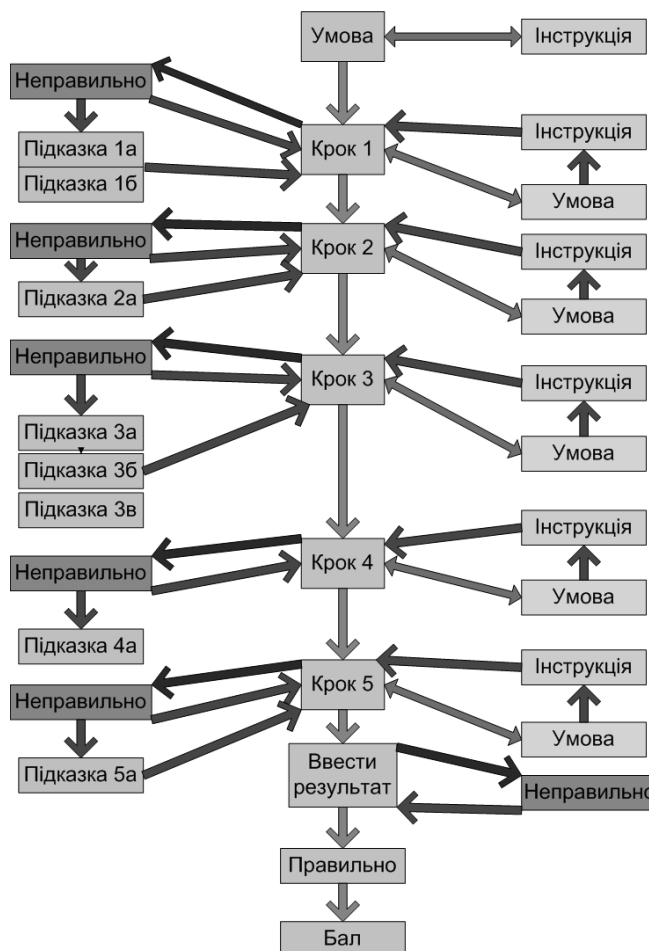 Умова
Інструкція
Неправильно
Підказка 1а
Підказка 1б
Крок 1
Інструкція
Умова
Неправильно
Підказка 2а
Крок 2
Інструкція
Умова
Неправильно
Підказка 3а
Підказка 3б
Підказка 3в
Крок 3
Інструкція
Умова
Неправильно
Підказка 4а
Крок 4
Інструкція
Умова
Неправильно
Підказка 5а
Крок 5
Інструкція
Умова
Ввести
результат
Неправильно
Правильно
Бал